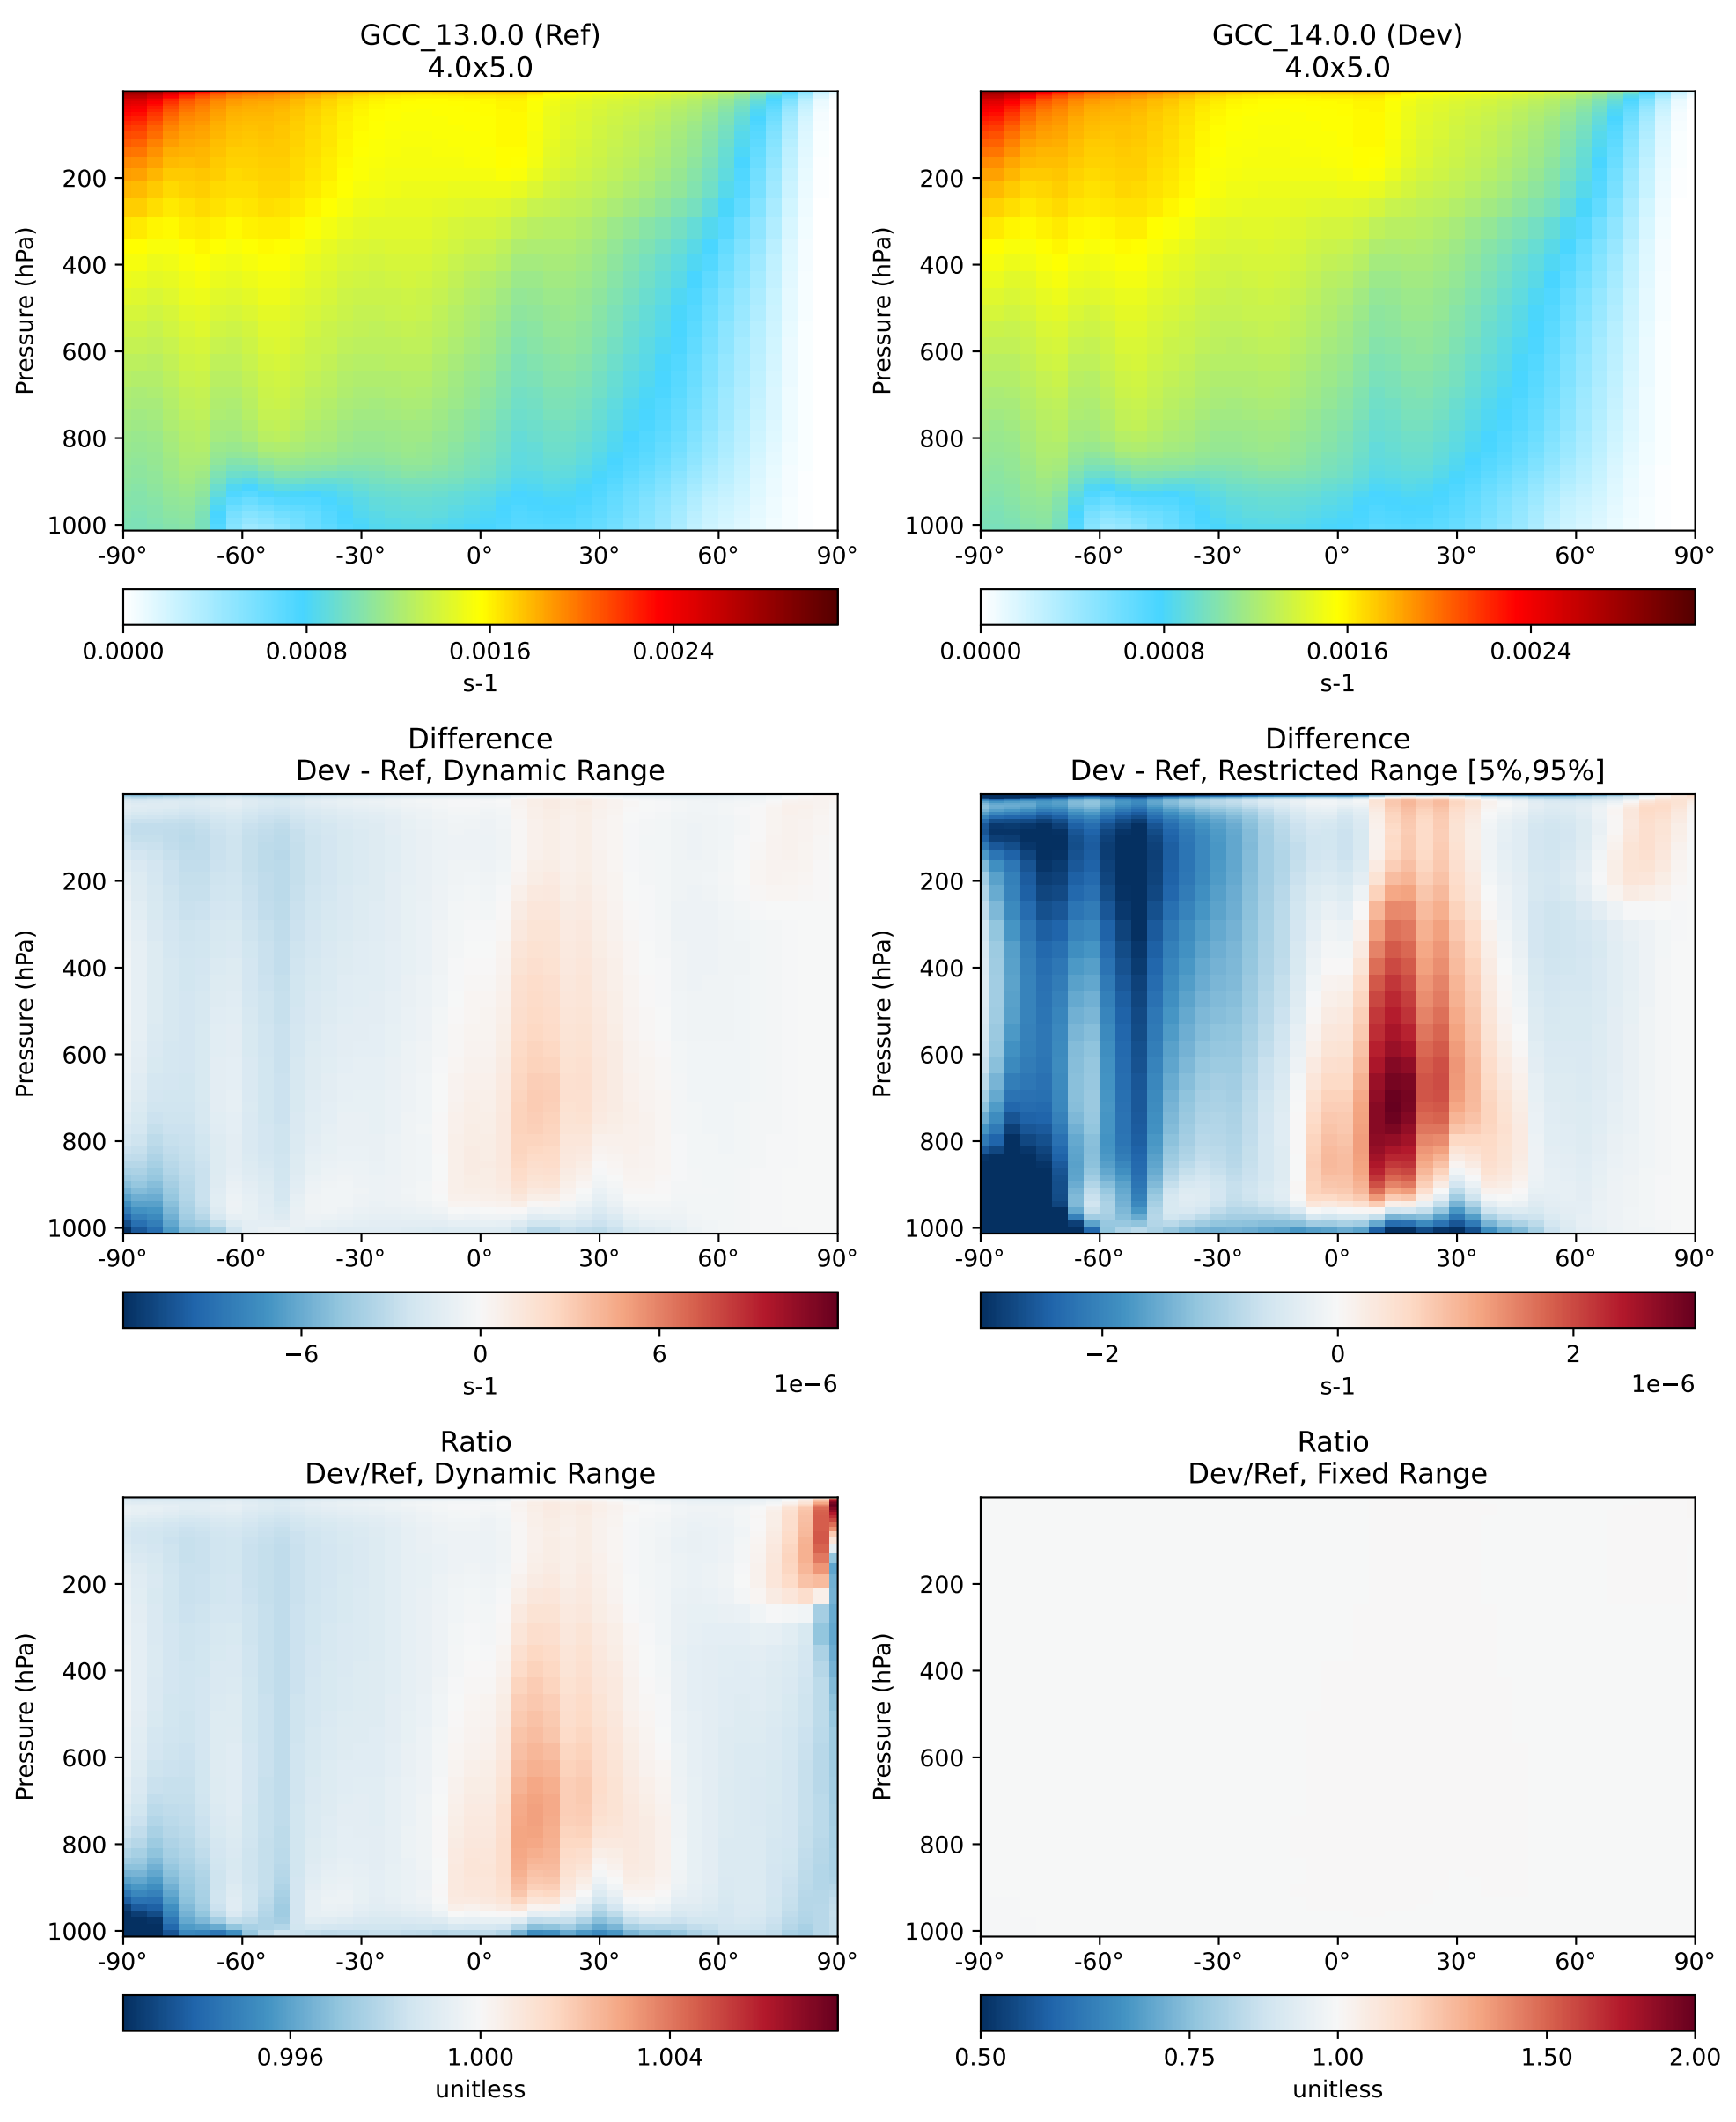 GCC_13.0.0 (Ref)
4.0x5.0
Pressure (hPa)
200
400
600
800
1000
-90° -60° -30° 0° 30° 60° 90°
0.0000 0.0008 0.0016 0.0024
s-1
GCC_14.0.0 (Dev)
4.0x5.0
Pressure (hPa)
200
400
600
800
1000
-90° -60° -30° 0° 30° 60° 90°
0.0000 0.0008 0.0016 0.0024
s-1
Difference
Dev - Ref, Dynamic Range
Pressure (hPa)
200
400
600
800
1000
-90° -60° -30° 0° 30° 60° 90°
−6 0 6
s-1
1e−6
Difference
Dev - Ref, Restricted Range [5%,95%]
Pressure (hPa)
200
400
600
800
1000
-90° -60° -30° 0° 30° 60° 90°
−2 0 2
s-1
1e−6
Ratio
Dev/Ref, Dynamic Range
Pressure (hPa)
200
400
600
800
1000
-90° -60° -30° 0° 30° 60° 90°
0.996 1.000 1.004
unitless
Ratio
Dev/Ref, Fixed Range
Pressure (hPa)
200
400
600
800
1000
-90° -60° -30° 0° 30° 60° 90°
0.50 0.75 1.00 1.50 2.00
unitless